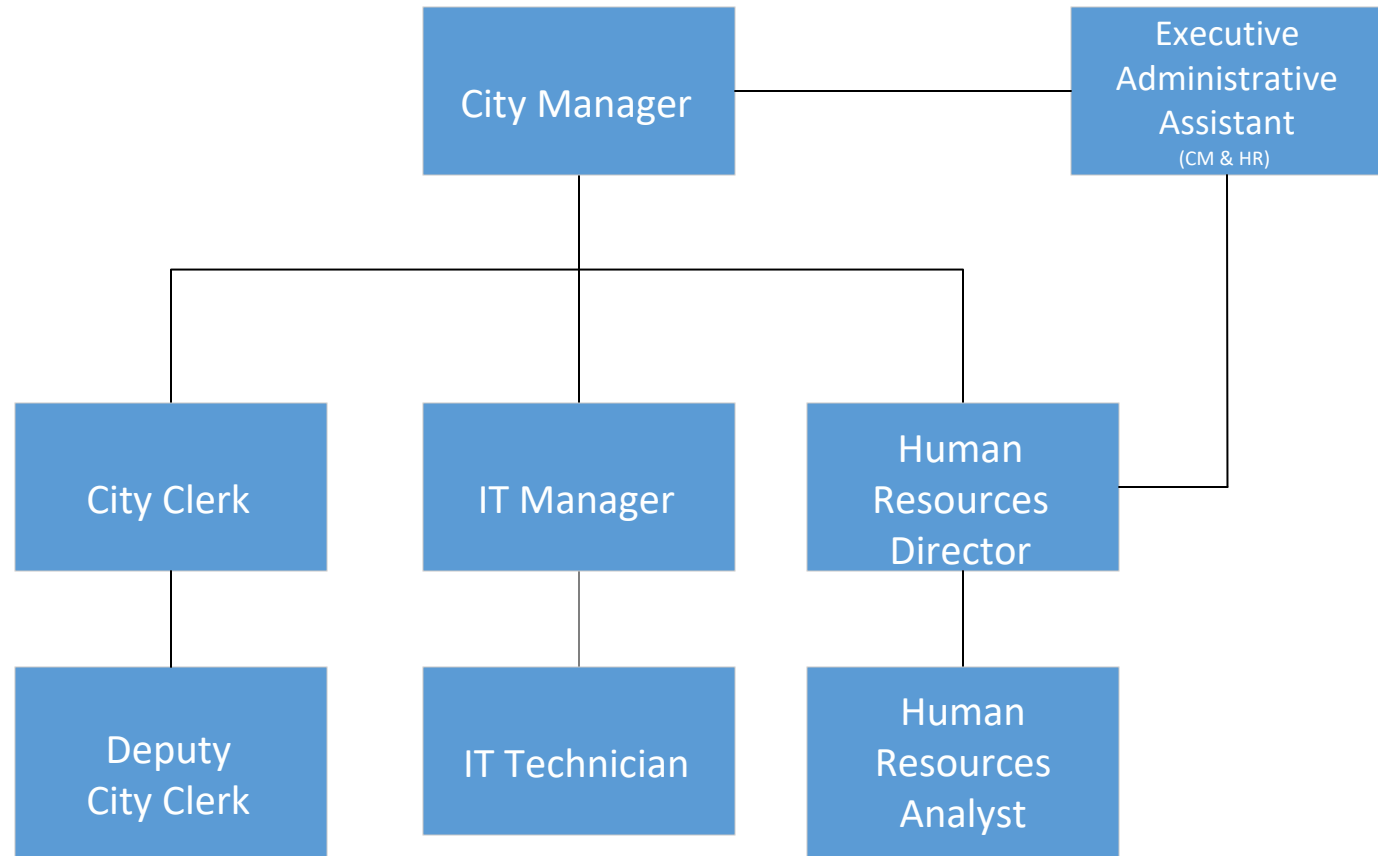 City Manager
Executive
Administrative
Assistant
(CM & HR)
City Clerk
IT Manager
Human
Resources
Director
Deputy
City Clerk
IT Technician
Human
Resources
Analyst